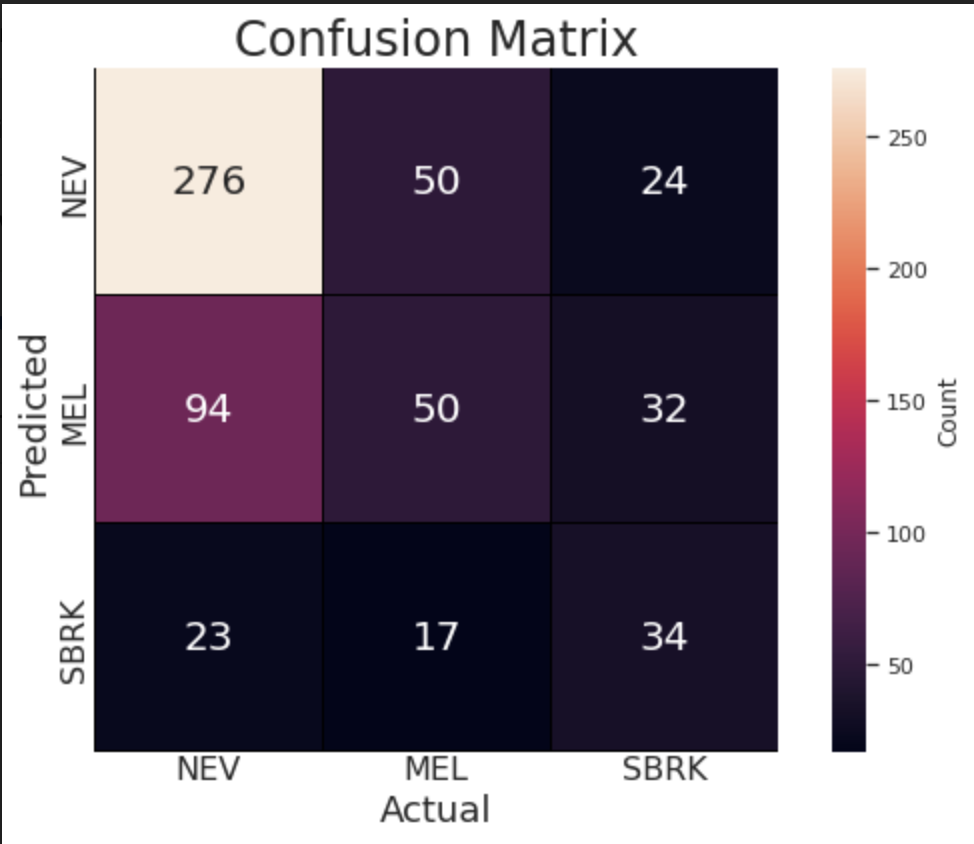 Confusion Matrix
NEV 276 50 24
MEL 94 50 32
SBRK 23 17 34
NEV MEL SBRK
Predicted
Actual
250
200
150
100
50
Count